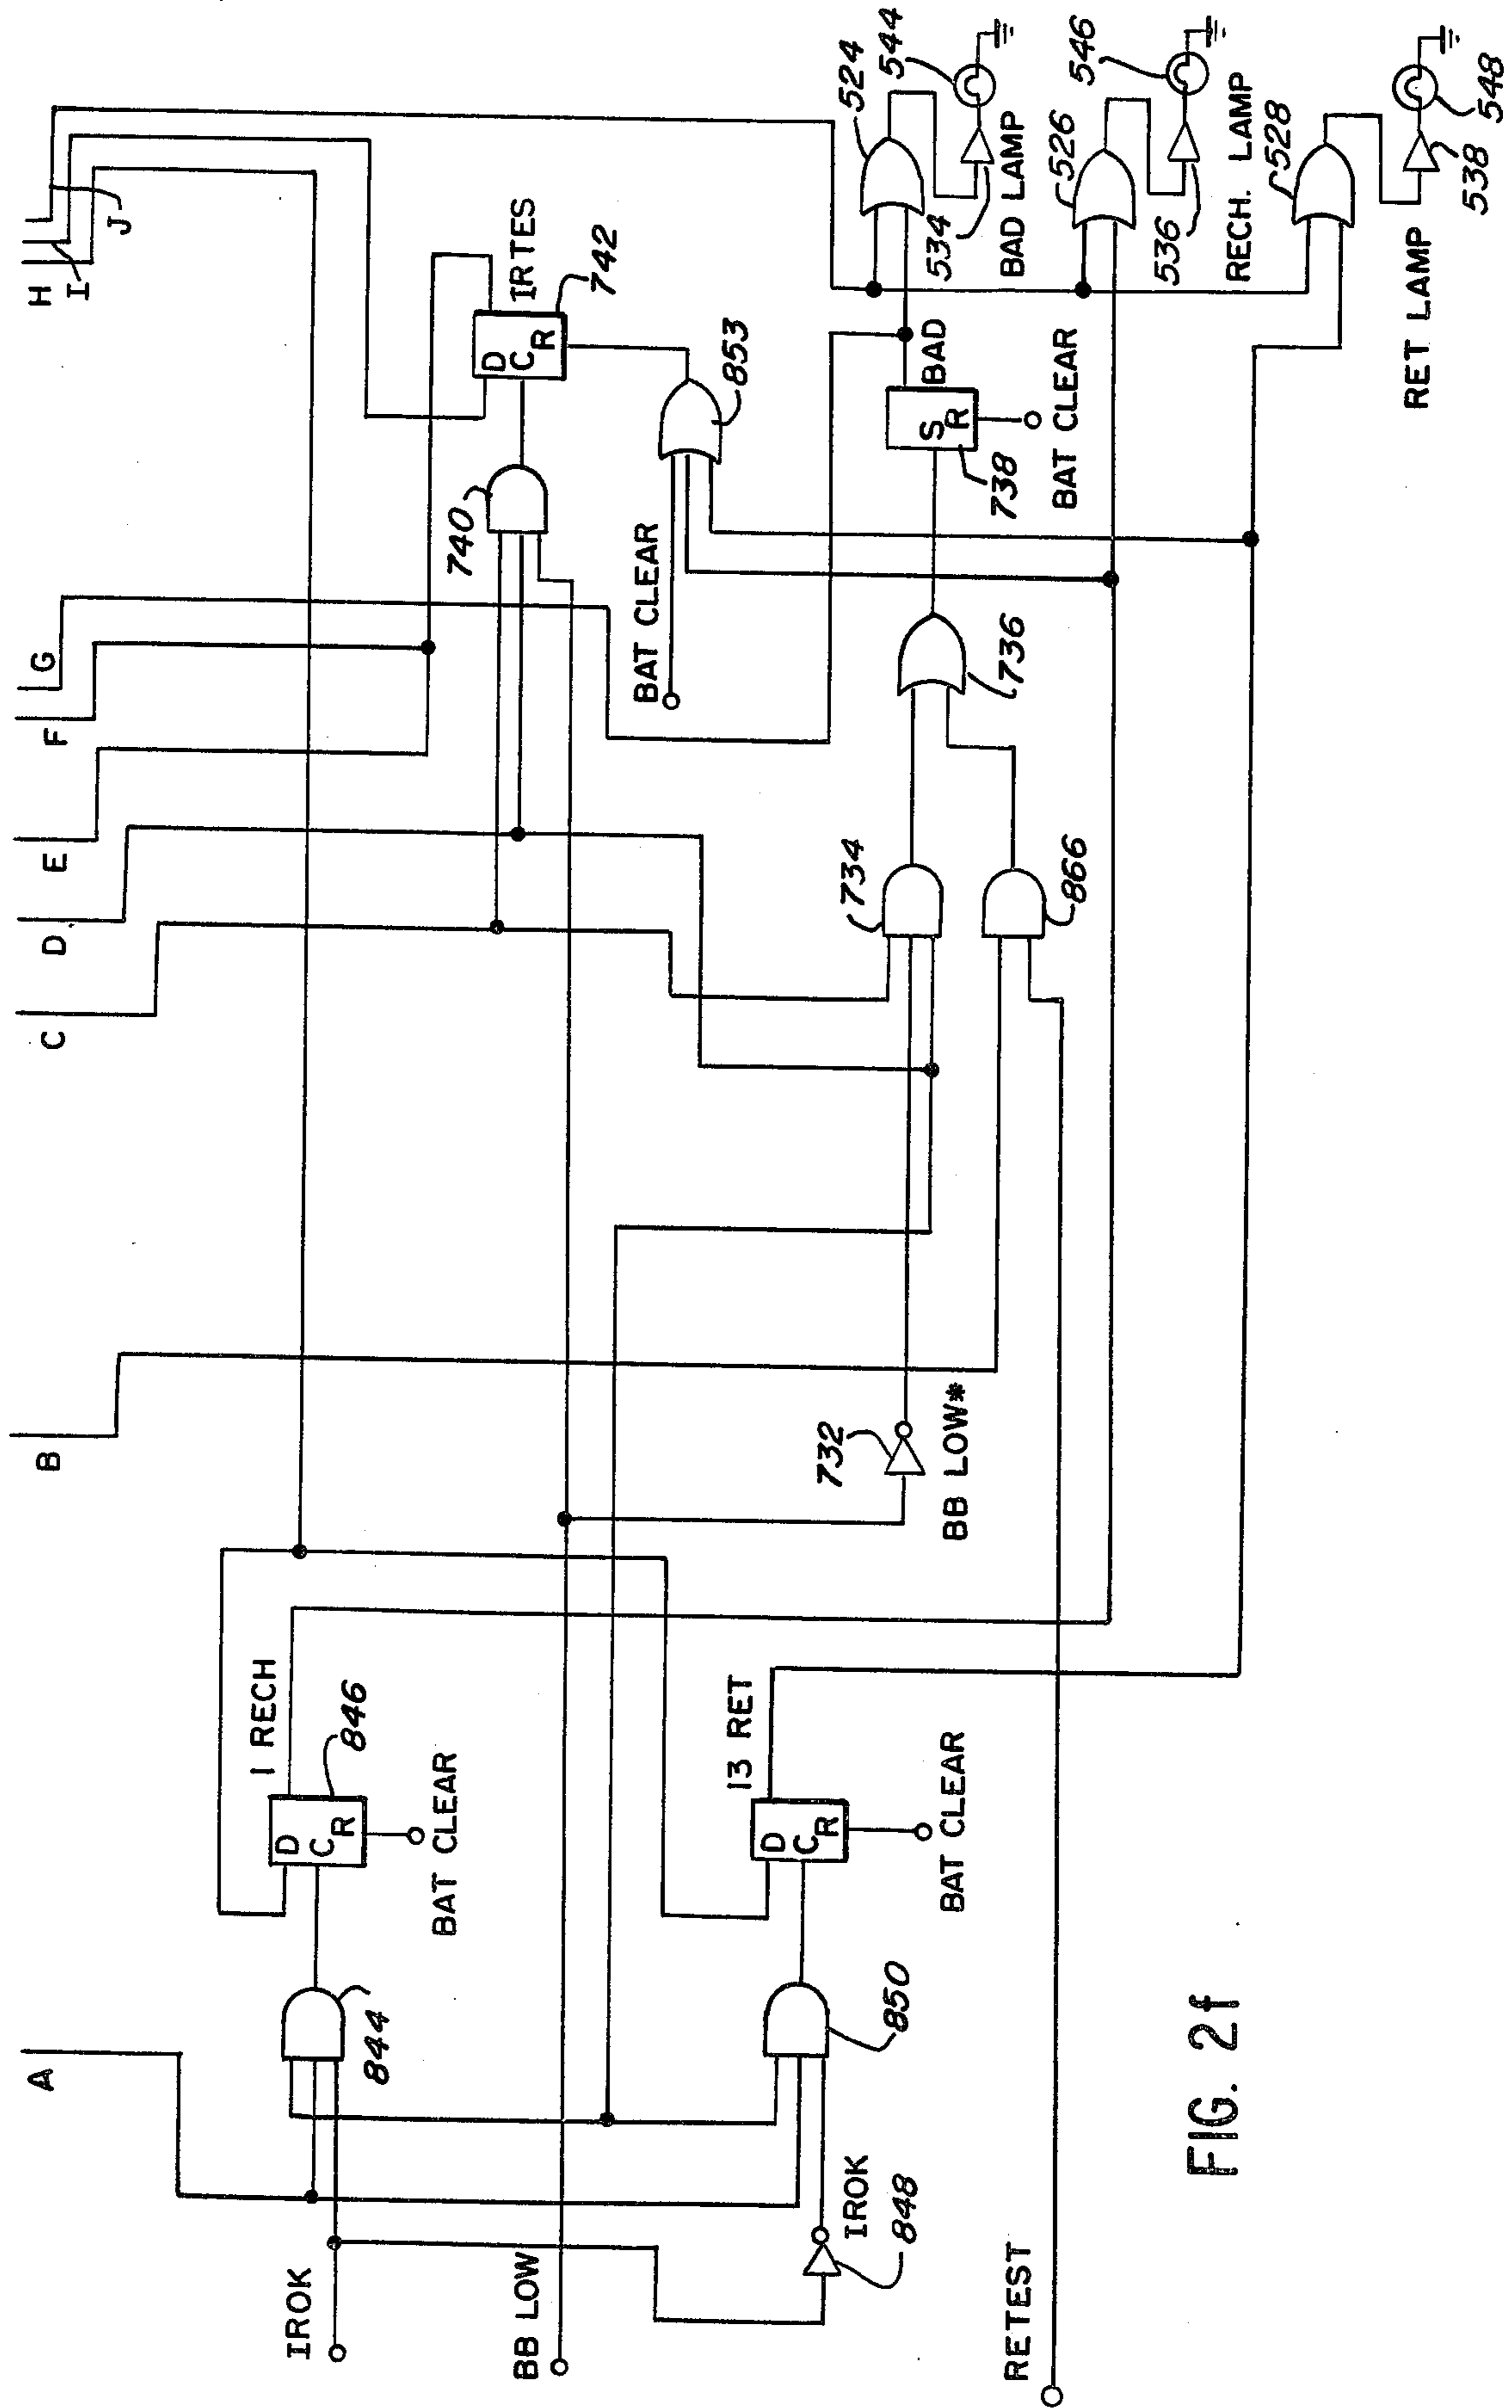 A
B
C
D
E
F
G
H
I
J
IROK
844
D
C
R
1 RECH
846
BAT CLEAR
BB LOW
IROK
848
850
D
C
R
13 RET
BAT CLEAR
RETEST
732
BB LOW*
734
866
736
740
D
C
R
IRTES
742
853
BAT CLEAR
S
R
BAD
738
BAT CLEAR
524
544
534
BAD LAMP
526
546
536
RECH. LAMP
528
548
538
RET LAMP
FIG. 2f